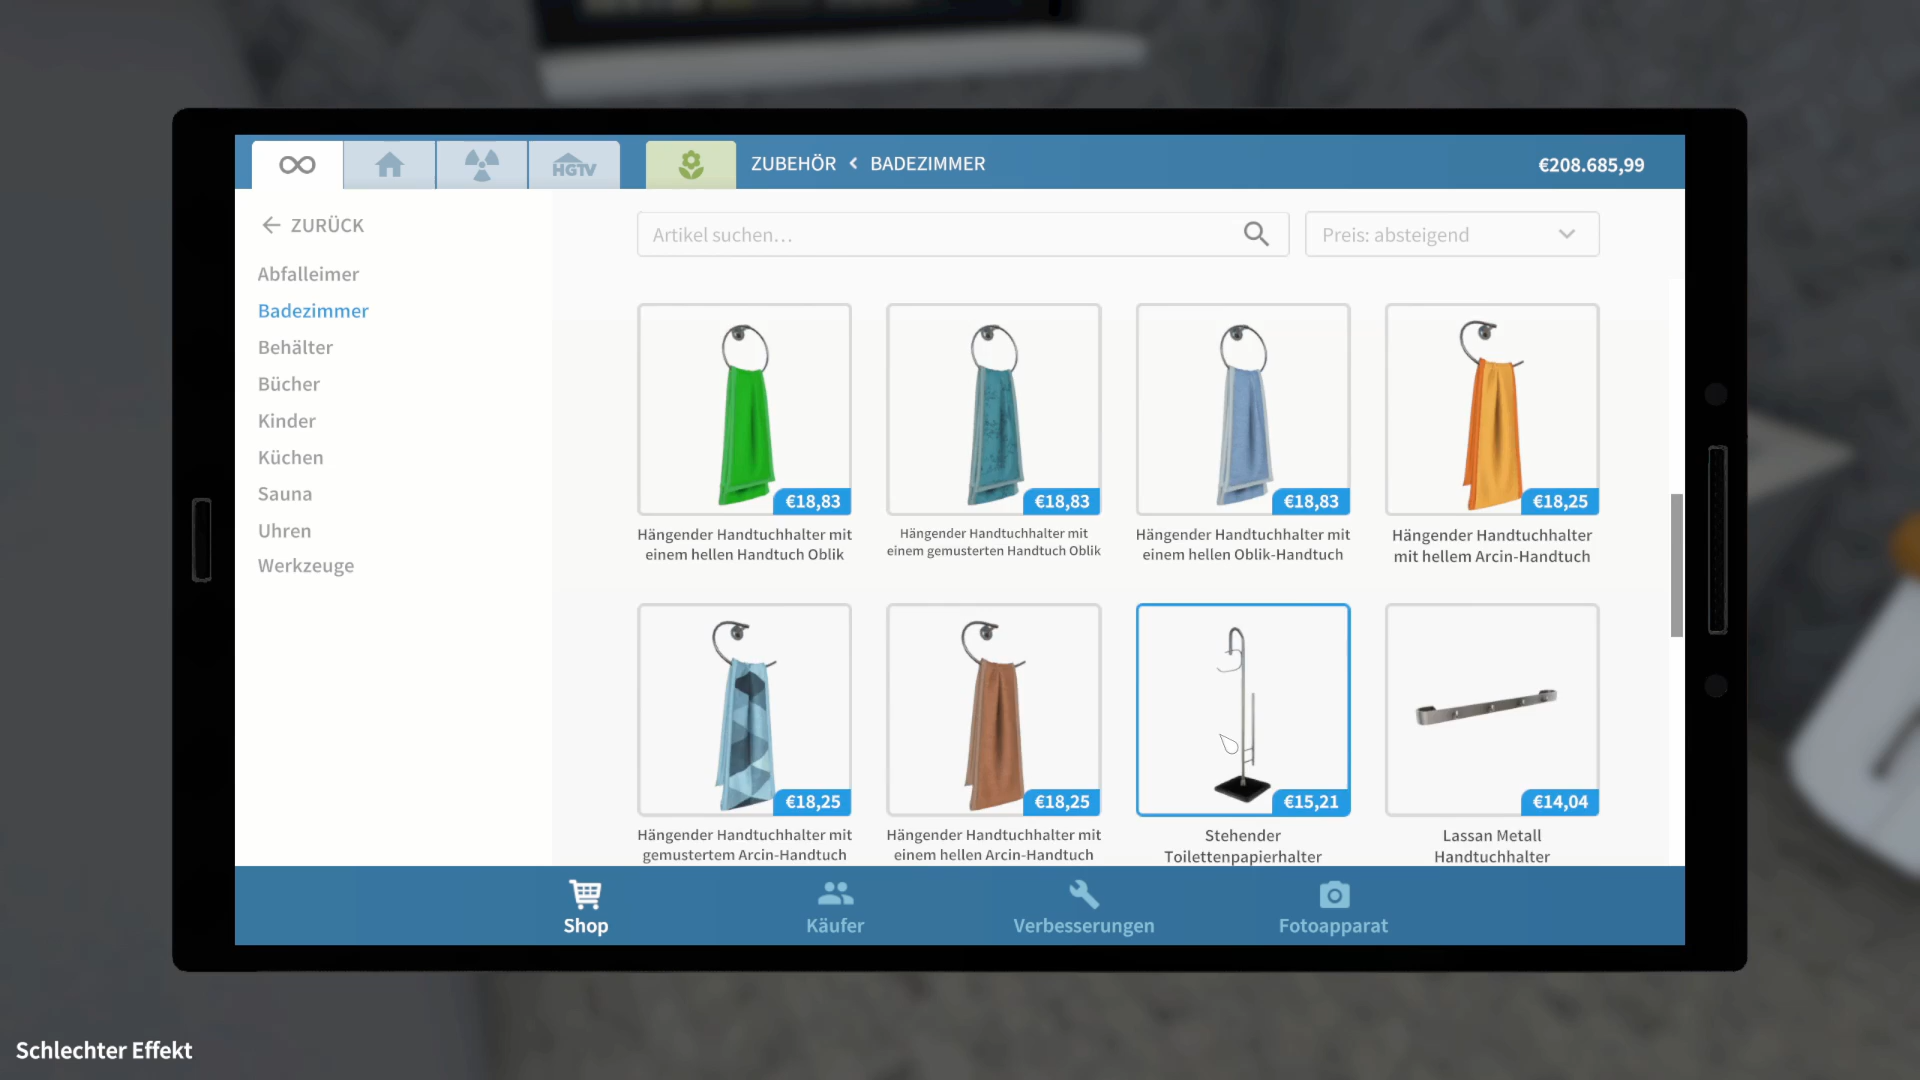 HGTV
ZUBEHÖR < BADEZIMMER
€208.685,99
ZURÜCK
Abfalleimer
Badezimmer
Behälter
Bücher
Kinder
Küchen
Sauna
Uhren
Werkzeuge
Artikel suchen...
Preis: absteigend
€18,83
Hängender Handtuchhalter mit
einem hellen Handtuch Oblik
€18,83
Hängender Handtuchhalter mit
einem gemusterten Handtuch Oblik
€18,83
Hängender Handtuchhalter mit
einem hellen Oblik-Handtuch
€18,25
Hängender Handtuchhalter
mit hellem Arcin-Handtuch
€18,25
Hängender Handtuchhalter mit
gemustertem Arcin-Handtuch
€18,25
Hängender Handtuchhalter mit
einem hellen Arcin-Handtuch
€15,21
Stehender
Toilettenpapierhalter
€14,04
Lassan Metall
Handtuchhalter
Shop
Käufer
Verbesserungen
Fotoapparat
Schlechter Effekt